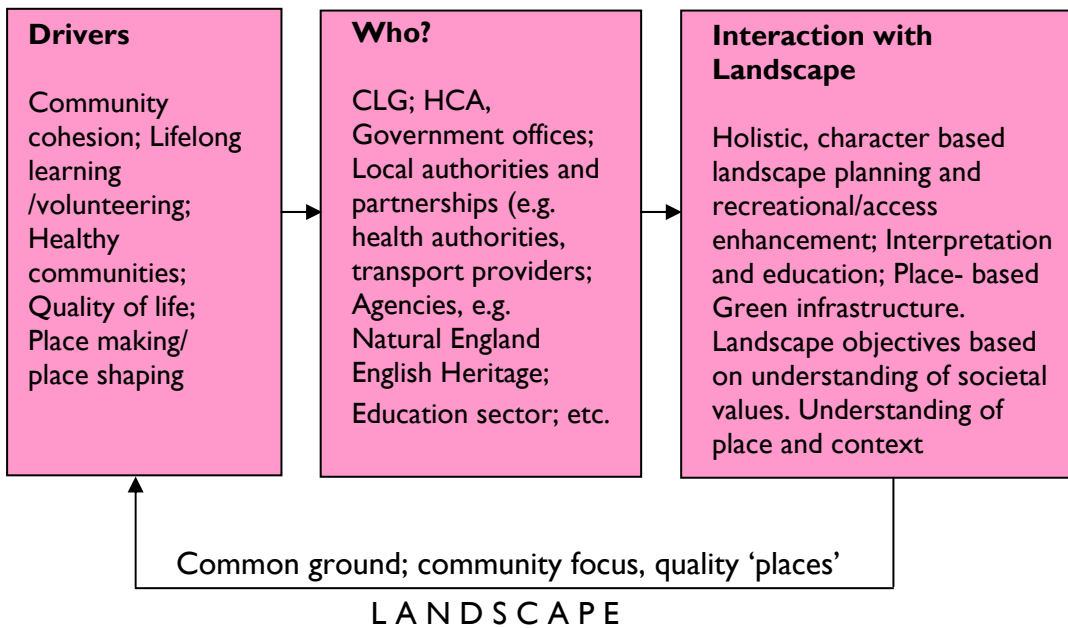 Drivers
Community
cohesion; Lifelong
learning
/volunteering;
Healthy
communities;
Quality of life;
Place making/
place shaping
Who?
CLG; HCA,
Government offices;
Local authorities and
partnerships (e.g.
health authorities,
transport providers;
Agencies, e.g.
Natural England
English Heritage;
Education sector; etc.
Interaction with
Landscape
Holistic, character based
landscape planning and
recreational/access
enhancement; Interpretation
and education; Place- based
Green infrastructure.
Landscape objectives based
on understanding of societal
values. Understanding of
place and context
Common ground; community focus, quality ‘places’
L A N D S C A P E